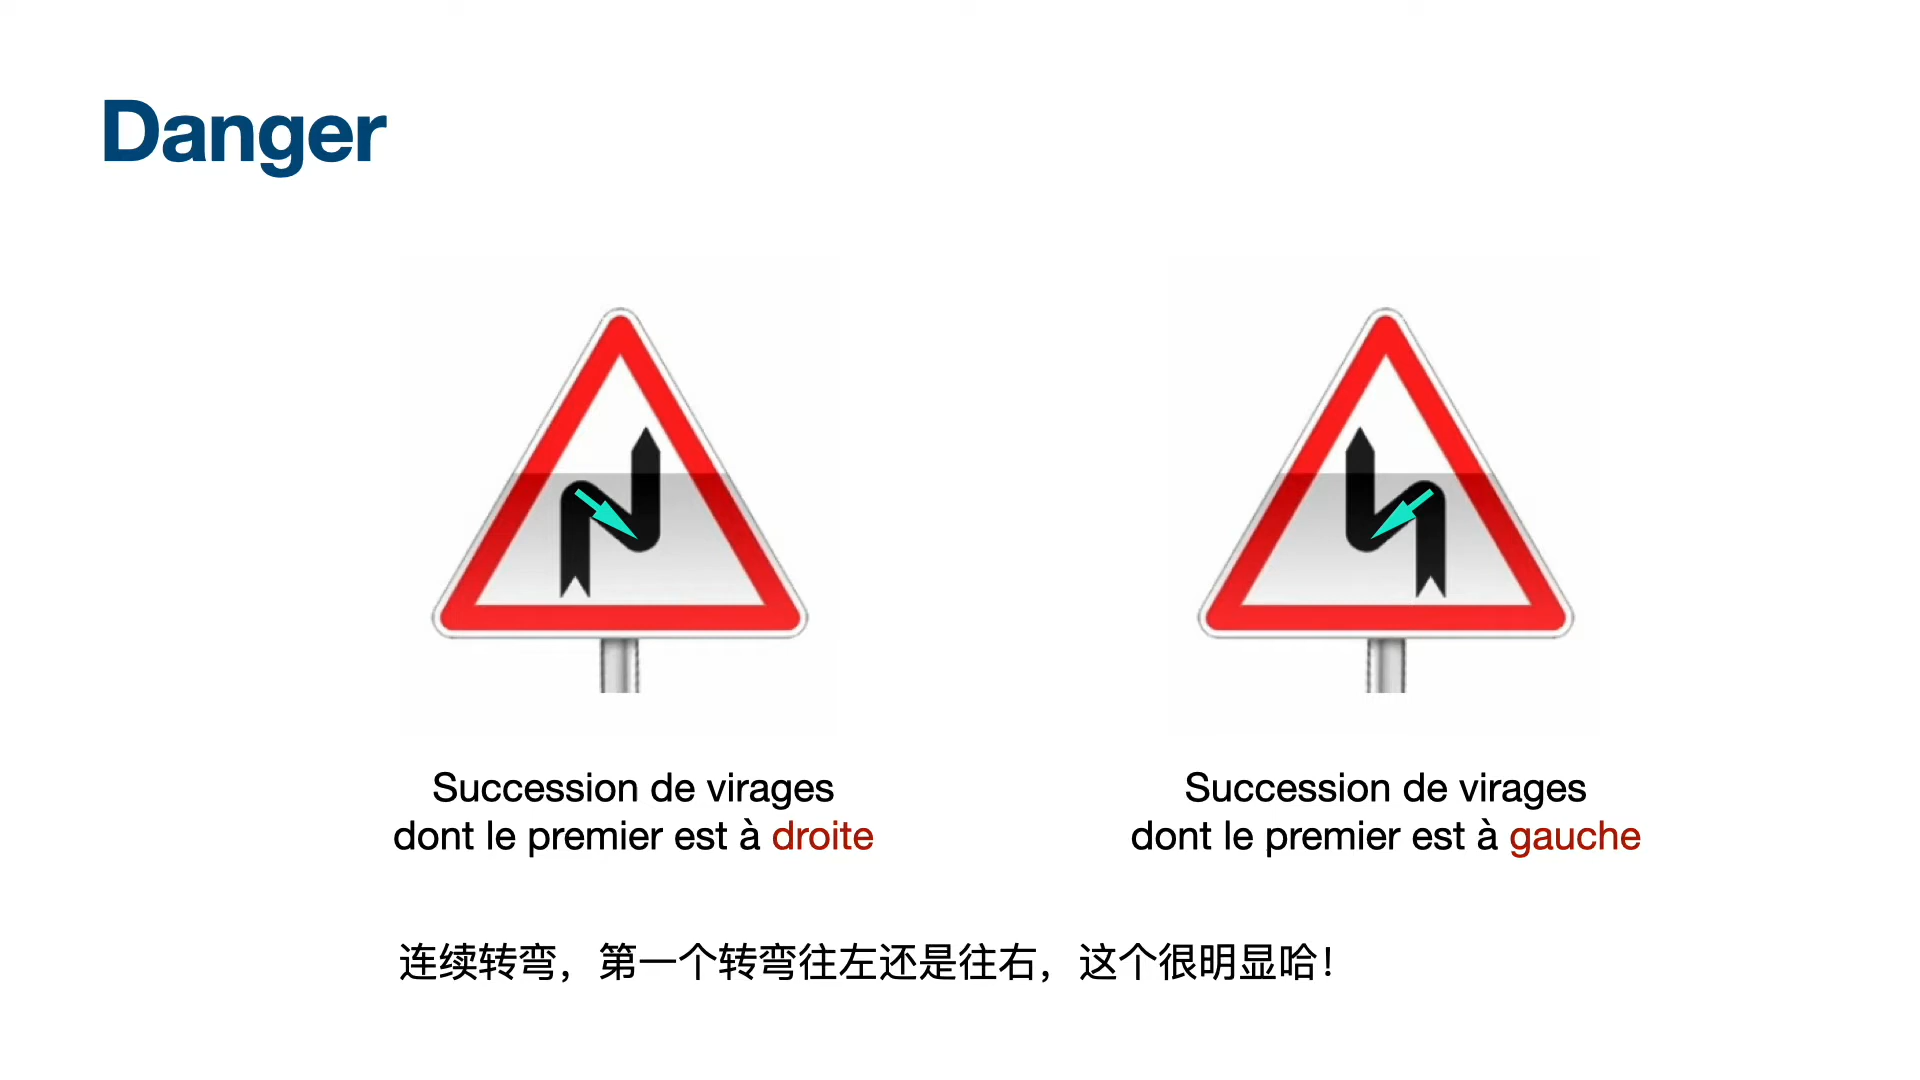 Danger
Succession de virages
dont le premier est à droite
Succession de virages
dont le premier est à gauche
连续转弯，第一个转弯往左还是往右，这个很明显哈！